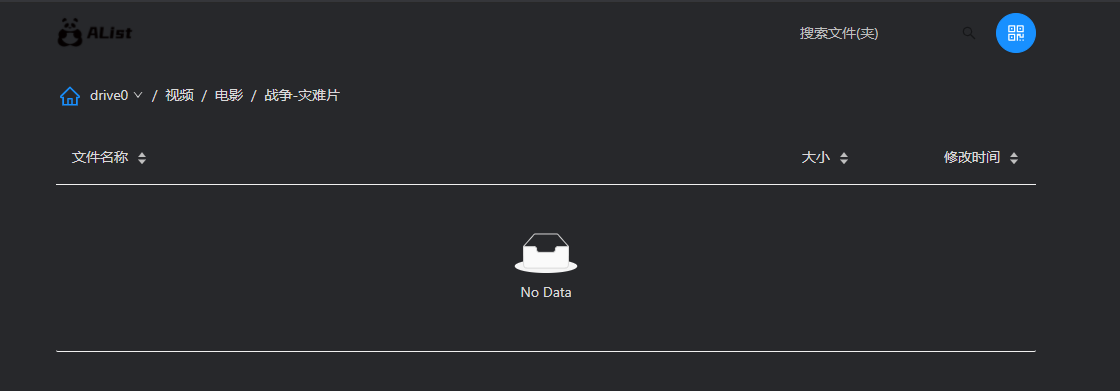 AList 搜索文件(夹)
drive0 / 视频 / 电影 / 战争-灾难片
文件名称 大小 修改时间
No Data